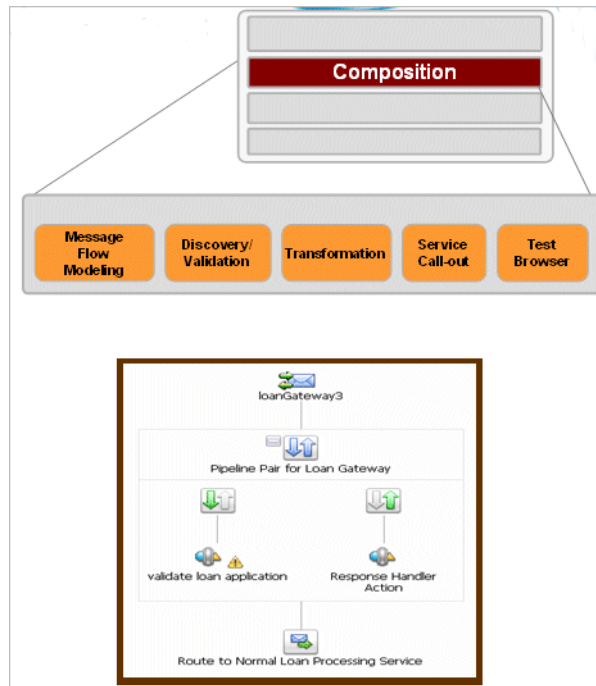 Composition
Message
Flow
Modeling
Discovery/
Validation
Transformation
Service
Call-out
Test
Browser
loanGateway3
Pipeline Pair for Loan Gateway
validate loan application
Response Handler
Action
Route to Normal Loan Processing Service